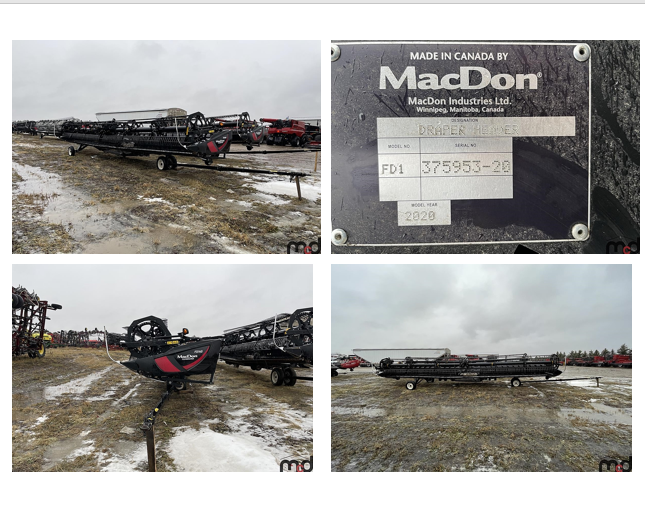 MADE IN CANADA BY
MacDon
MacDon Industries Ltd.
Winnipeg, Manitoba, Canada
DESIGNATION
DRAPER HEADER
MODEL NO.
SERIAL NO.
FD1
375953-20
MODEL YEAR
2020
MacDon